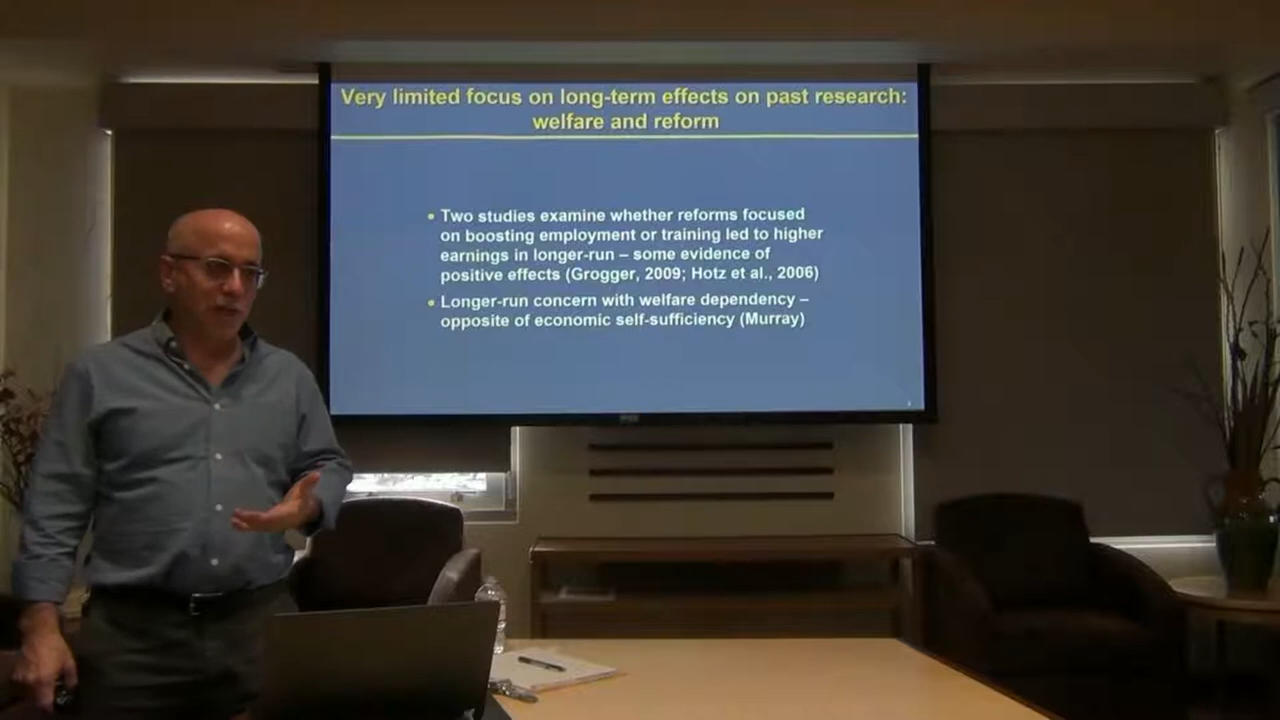 Very limited focus on long-term effects on past research:
welfare and reform
• Two studies examine whether reforms focused
on boosting employment or training led to higher
earnings in longer-run – some evidence of
positive effects (Grogger, 2009; Hotz et al., 2006)
• Longer-run concern with welfare dependency –
opposite of economic self-sufficiency (Murray)